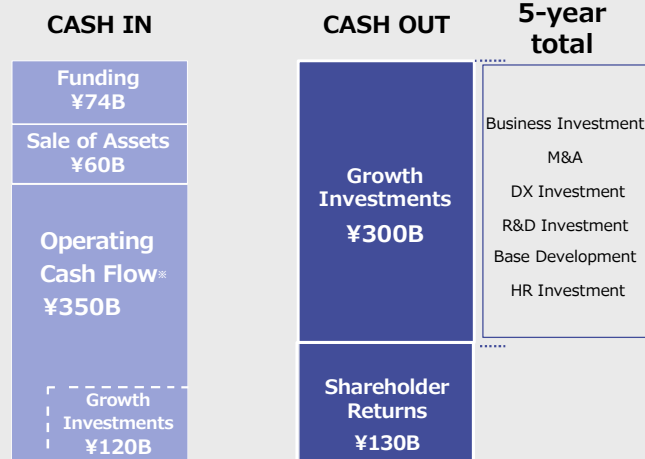 CASH IN
Funding
¥74B
Sale of Assets
¥60B
Operating
Cash Flow※
¥350B
Growth
Investments
¥120B
CASH OUT
Growth
Investments
¥300B
Shareholder
Returns
¥130B
5-year
total
Business Investment
M&A
DX Investment
R&D Investment
Base Development
HR Investment